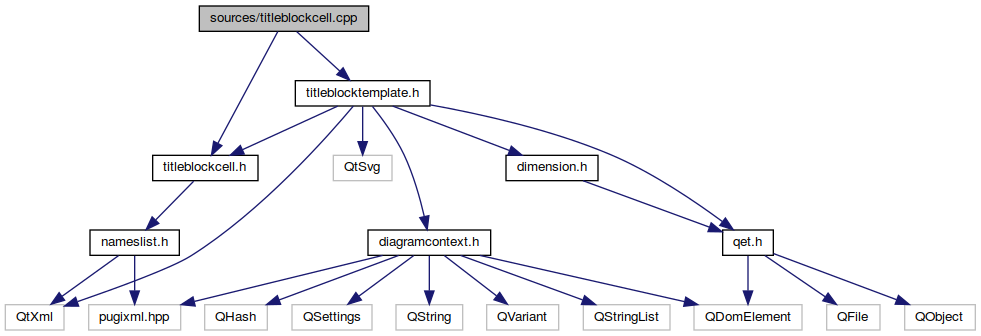 sources/titleblockcell.cpp
titleblocktemplate.h
titleblockcell.h
QtSvg
dimension.h
nameslist.h
diagramcontext.h
qet.h
QtXml
pugixml.hpp
QHash
QSettings
QString
QVariant
QStringList
QDomElement
QFile
QObject